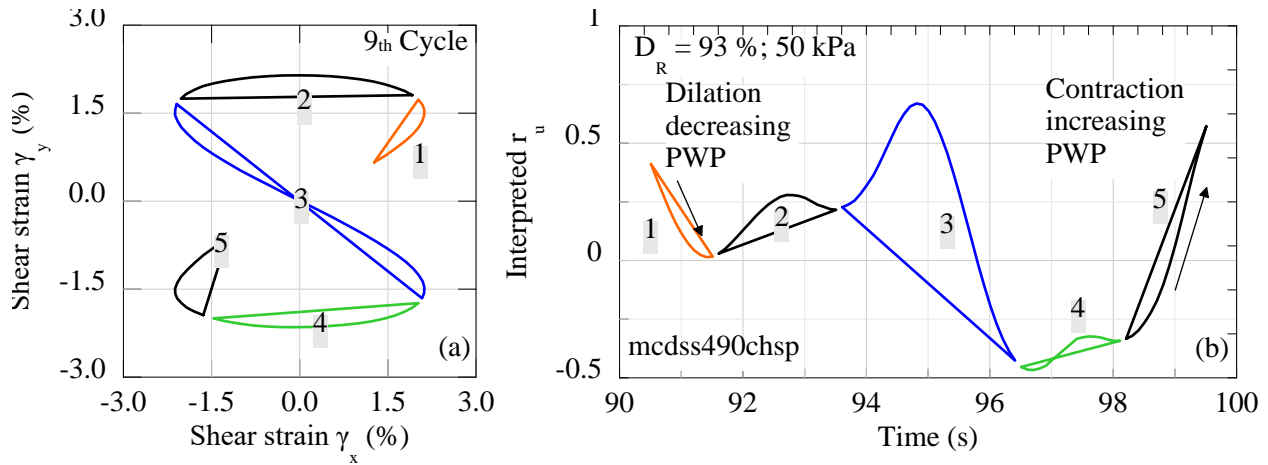 3.0
1.5
0.0
-1.5
-3.0
Shear strain γy (%)
9th Cycle
2
1
3
5
4
(a)
-3.0
-1.5
0.0
1.5
3.0
Shear strain γx (%)
1
0.5
0
-0.5
Interpreted ru
DR = 93 %; 50 kPa
Dilation
decreasing
PWP
Contraction
increasing
PWP
1
2
3
4
5
mcdss490chsp
(b)
90
92
94
96
98
100
Time (s)